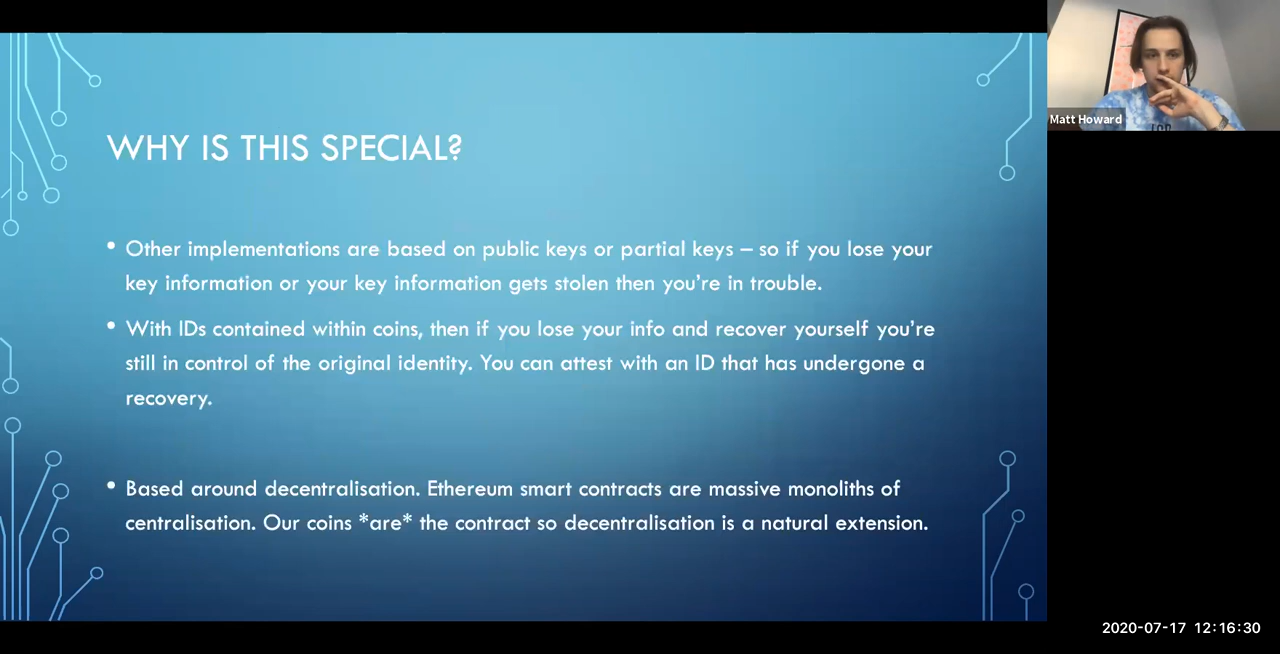 WHY IS THIS SPECIAL?
• Other implementations are based on public keys or partial keys – so if you lose your
key information or your key information gets stolen then you're in trouble.
• With IDs contained within coins, then if you lose your info and recover yourself you're
still in control of the original identity. You can attest with an ID that has undergone a
recovery.
• Based around decentralisation. Ethereum smart contracts are massive monoliths of
centralisation. Our coins *are* the contract so decentralisation is a natural extension.
Matt Howard
2020-07-17 12:16:30